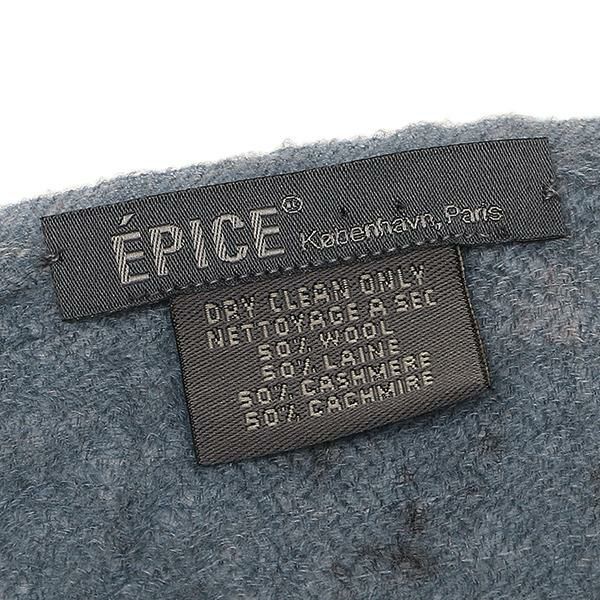 ÉPICE® København, Paris
DRY CLEAN ONLY
NETTOYAGE A SEC
50% WOOL
50% LAINE
50% CASHMERE
50% CACHMIRE